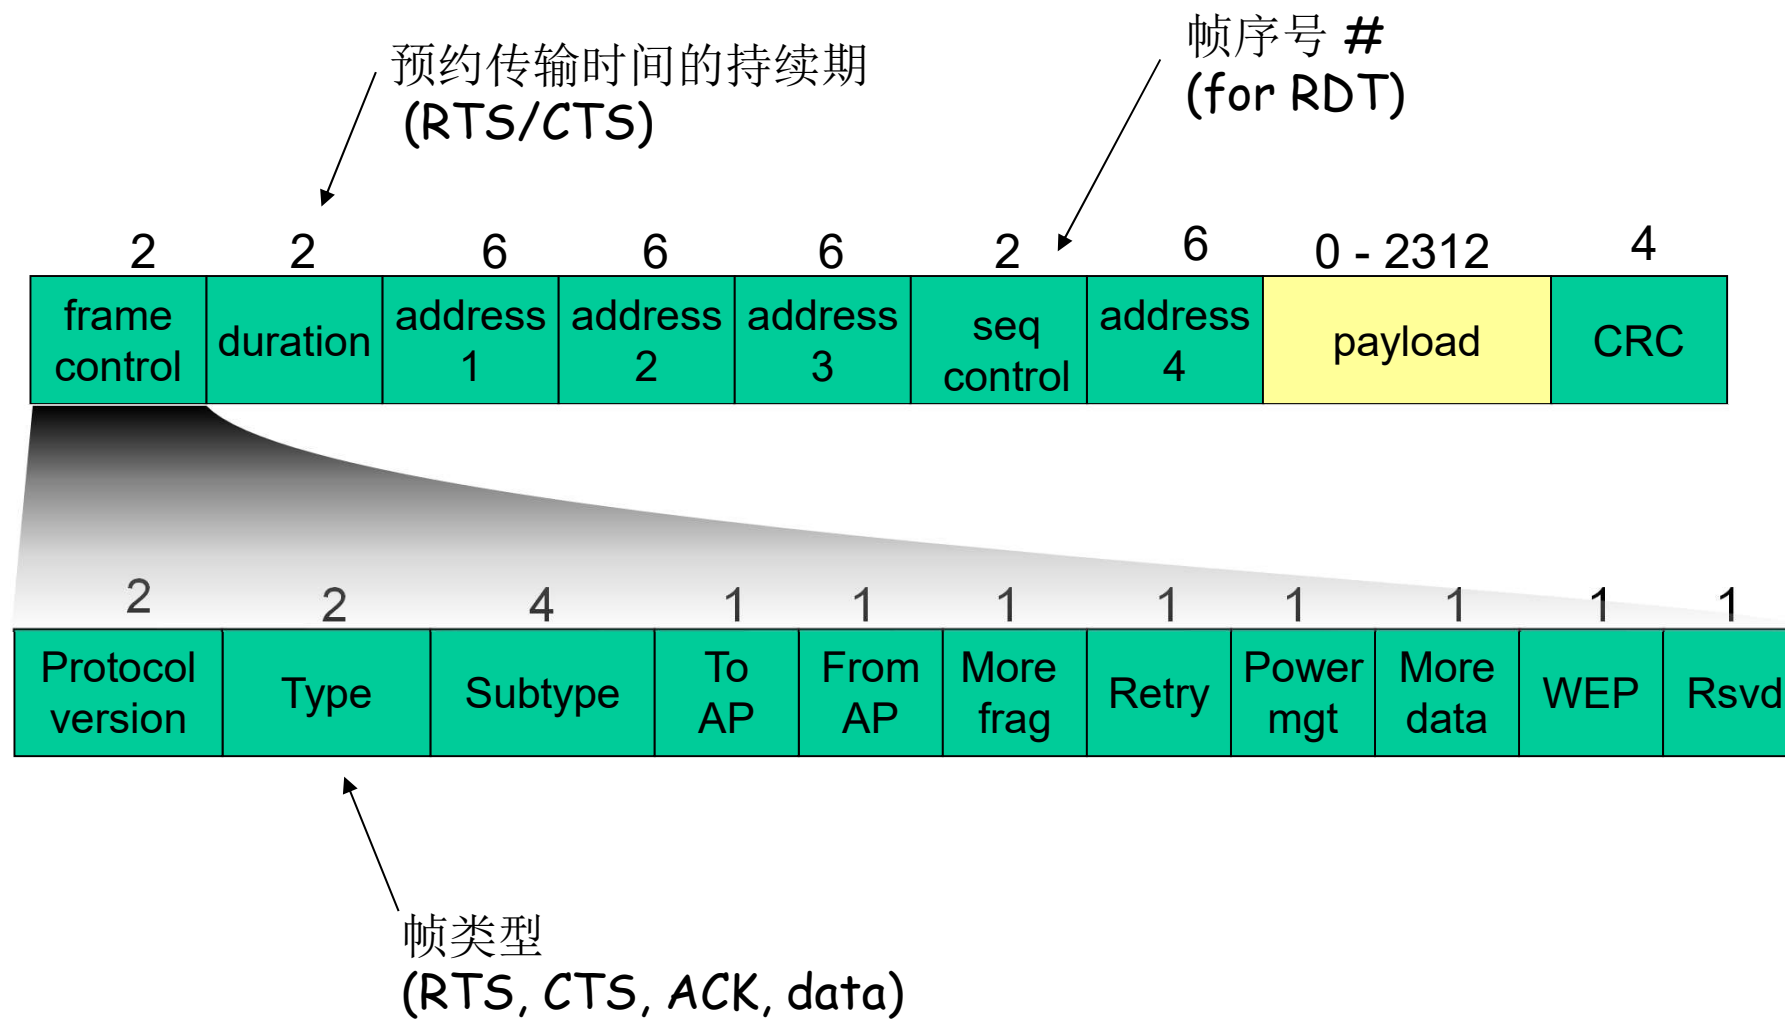 预约传输时间的持续期
(RTS/CTS)
帧序号 #
(for RDT)
2 2 6 6 6 2 6 0 - 2312 4
frame control duration address 1 address 2 address 3 seq control address 4 payload CRC
2 2 4 1 1 1 1 1 1 1 1
Protocol version Type Subtype To AP From AP More frag Retry Power mgt More data WEP Rsvd
帧类型
(RTS, CTS, ACK, data)